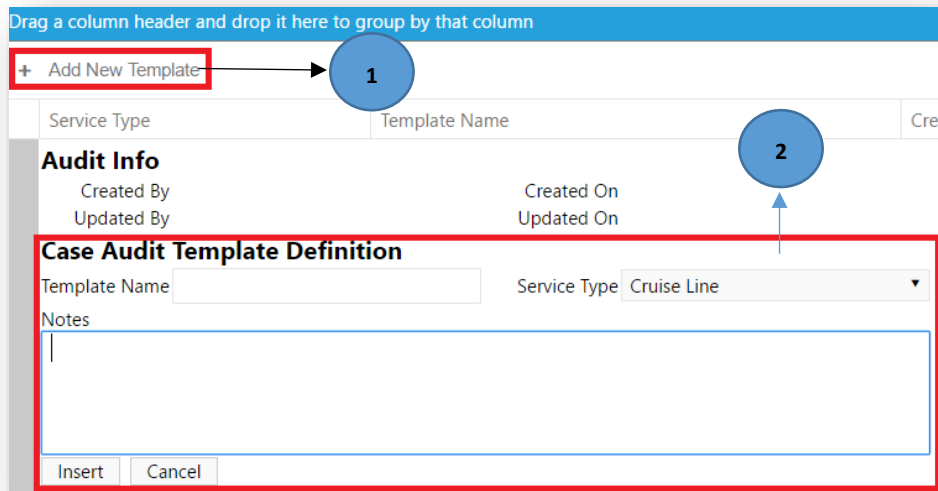 Drag a column header and drop it here to group by that column
+ Add New Template
1
Service Type Template Name Cre
2
Audit Info
Created By Created On
Updated By Updated On
Case Audit Template Definition
Template Name Service Type Cruise Line
Notes
Insert Cancel